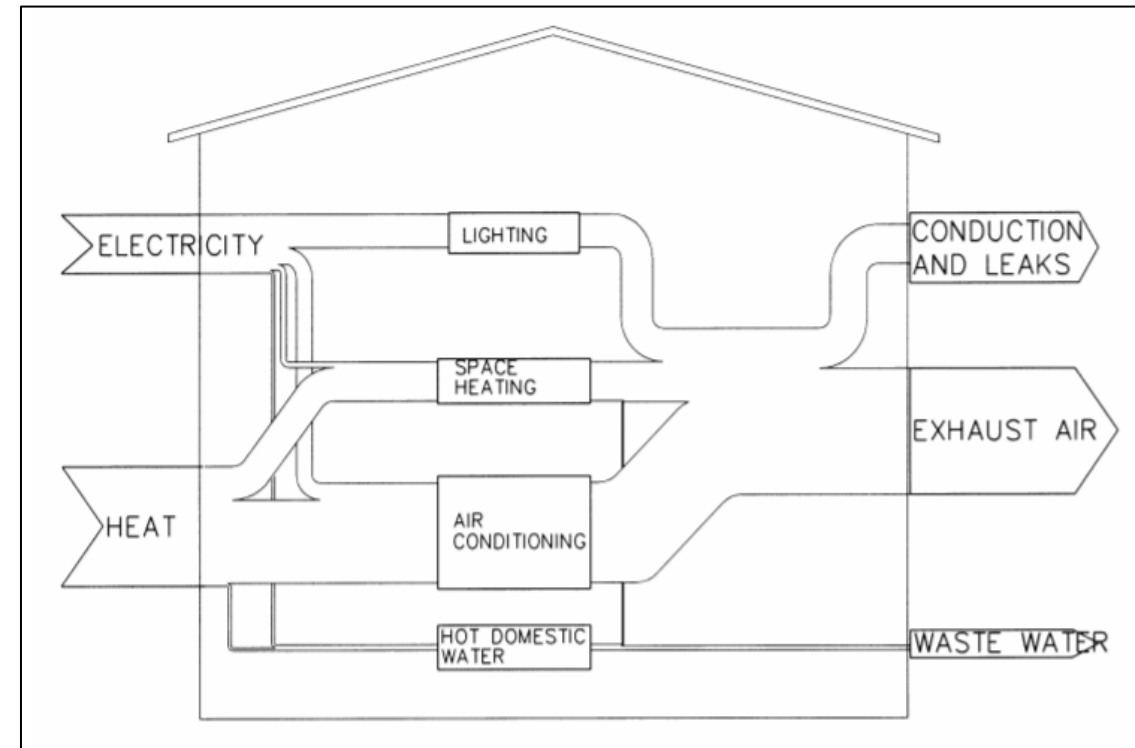 ELECTRICITY
LIGHTING
CONDUCTION
AND LEAKS
SPACE
HEATING
EXHAUST AIR
HEAT
AIR
CONDITIONING
HOT DOMESTIC
WATER
WASTE WATER